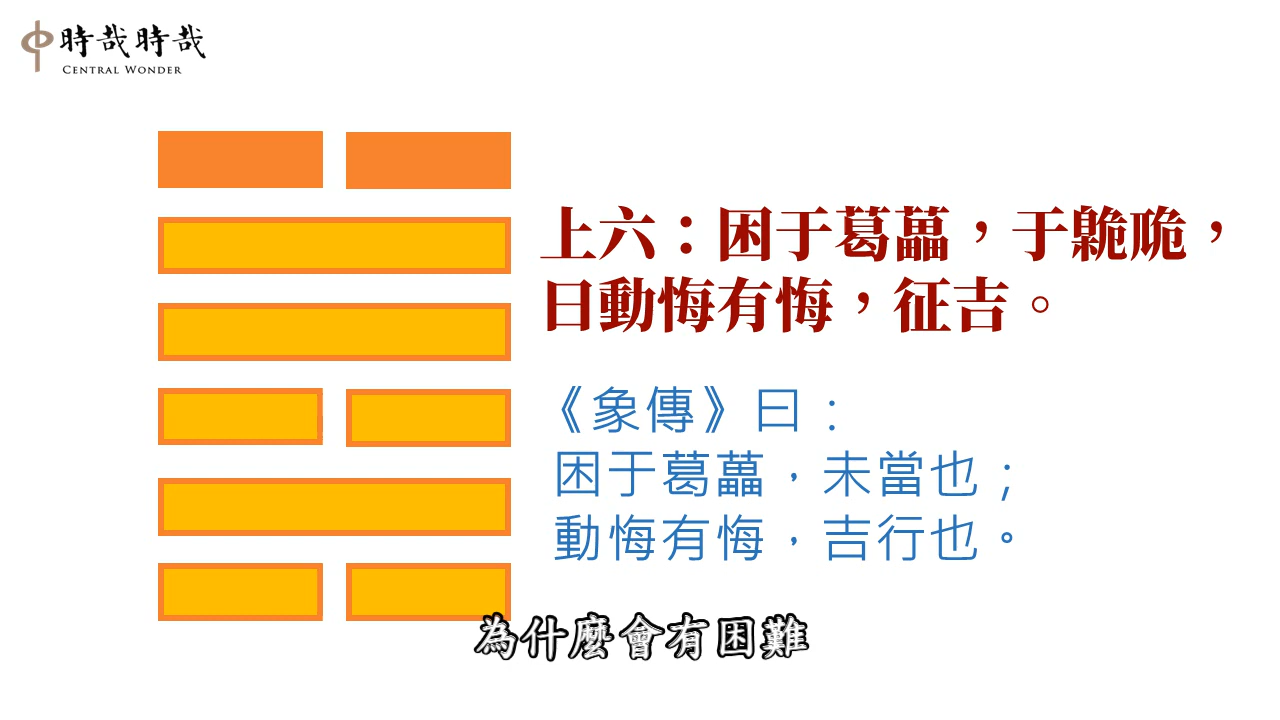 時哉時哉
CENTRAL WONDER
上六：困于葛藟，于臲卼，
曰動悔有悔，征吉。
《象傳》曰：
困于葛藟，未當也；
動悔有悔，吉行也。
為什麼會有困難